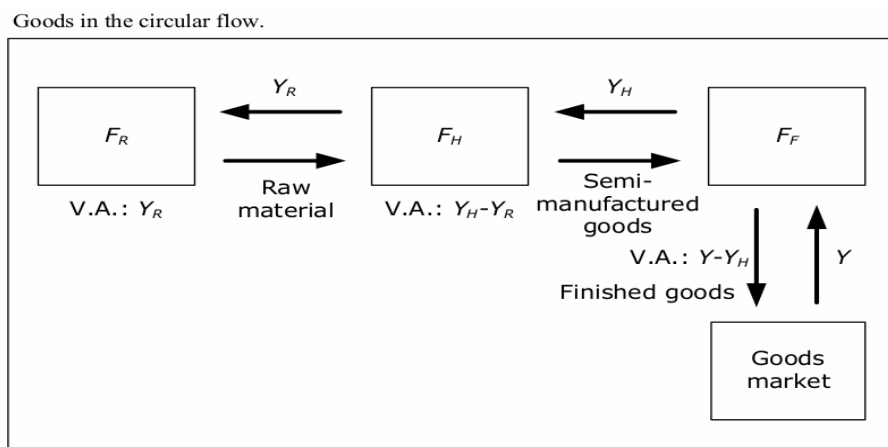 Goods in the circular flow.
Y_R
Y_H
F_R
F_H
F_F
Raw
material
Semi-
manufactured
goods
V.A.: Y_R
V.A.: Y_H-Y_R
V.A.: Y-Y_H
Y
Finished goods
Goods
market